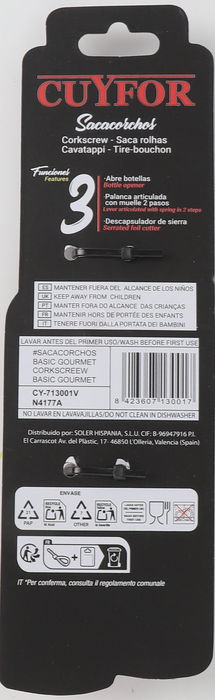 CUYFOR
Sacacorchos
Corkscrew - Saca rolhas
Cavatappi - Tire-bouchon
Funciones
Features
3
·Abre botellas
Bottle opener
·Palanca articulada
con muelle 2 pasos
Lever articulated with spring in 2 steps
·Descapsulador de sierra
Serrated foil cutter
ES MANTENER FUERA DEL ALCANCE DE LOS NIÑOS
UK KEEP AWAY FROM CHILDREN
PT MANTER FORA DO ALCANCE DAS CRIANÇAS
FR MANTENIR HORS DE PORTÉE DES ENFANTS
IT TENERE FUORI DALLA PORTATA DEI BAMBINI
LAVAR ANTES DEL PRIMER USO/WASH BEFORE FIRST USE
#SACACORCHOS
BASIC GOURMET
CORKSCREEW
BASIC GOURMET
CY-713001V
N4177A
8 423607 130017
NO LAVAR EN LAVAVAJILLAS/DO NOT CLEAN IN DISHWASHER
Distribuido por: SOLER HISPANIA, S.L.U. CIF: B-96947916 P.I.
El Carrascot Av. del Plàstic, 17- 46850 L'Olleria, Valencia (Spain)
ENVASE
PAP
OTHER
IT "Per conferma, consulta il regolamento comunale